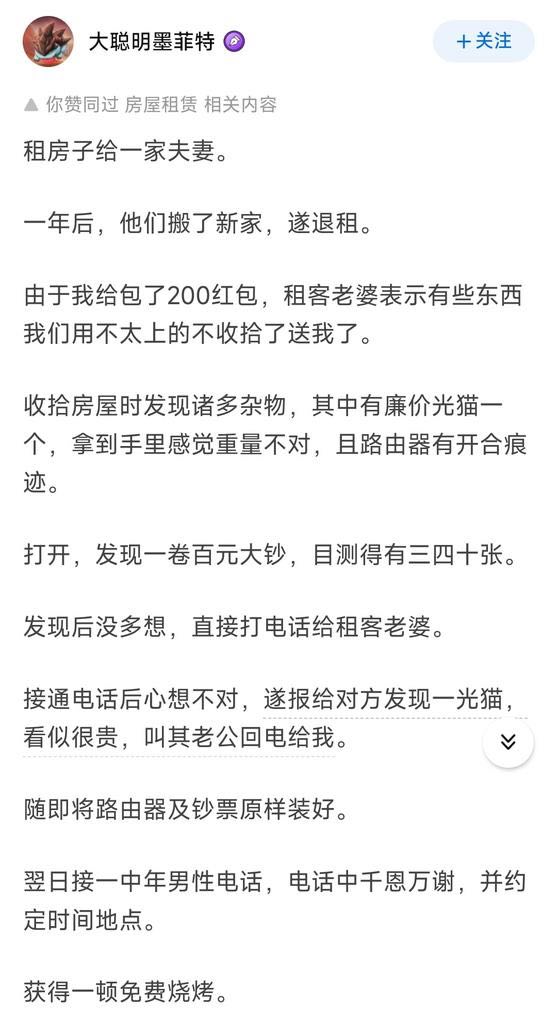 大聪明墨菲特
+关注
你赞同过 房屋租赁 相关内容
租房子给一家夫妻。
一年后，他们搬了新家，遂退租。
由于我给包了200红包，租客老婆表示有些东西
我们用不太上的不收拾了送我了。
收拾房屋时发现诸多杂物，其中有廉价光猫一
个，拿到手里感觉重量不对，且路由器有开合痕
迹。
打开，发现一卷百元大钞，目测得有三四十张。
发现后没多想，直接打电话给租客老婆。
接通电话后心想不对，遂报给对方发现一光猫，
看似很贵，叫其老公回电给我。
随即将路由器及钞票原样装好。
翌日接一中年男性电话，电话中千恩万谢，并约
定时间地点。
获得一顿免费烧烤。